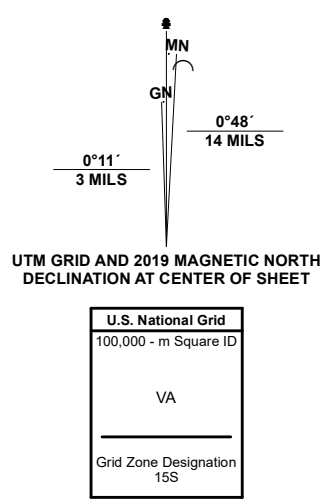 MN
GN
0°48´
14 MILS
0°11´
3 MILS
UTM GRID AND 2019 MAGNETIC NORTH
DECLINATION AT CENTER OF SHEET
U.S. National Grid
100,000 - m Square ID
VA
Grid Zone Designation
15S